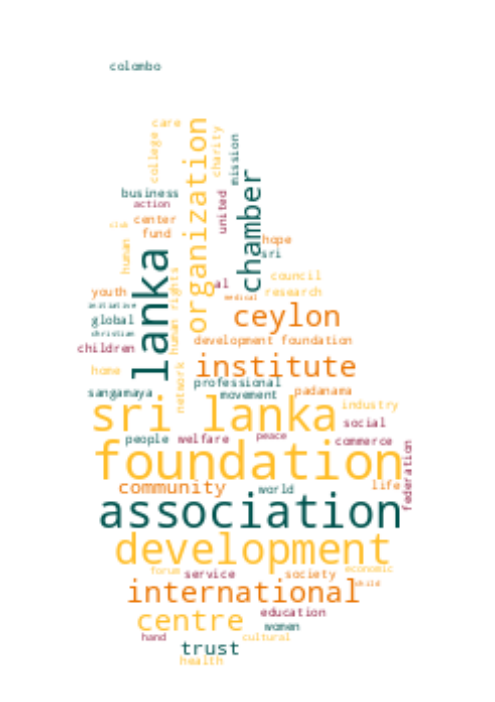 colombo
care
college
organization
charity
mission
business
action
united
chamber
center
club
fund
human
lanka
hope
sri
human rights
al
council
youth
medical
research
initiative
global
ceylon
christian
children
development foundation
home
institute
network
professional
sangamaya
movement
padanama
sri lanka
industry
social
people
welfare
peace
commerce
foundation
federation
community
world
life
association
development
forum
service
society
economic
child
international
education
centre
women
hand
cultural
trust
health